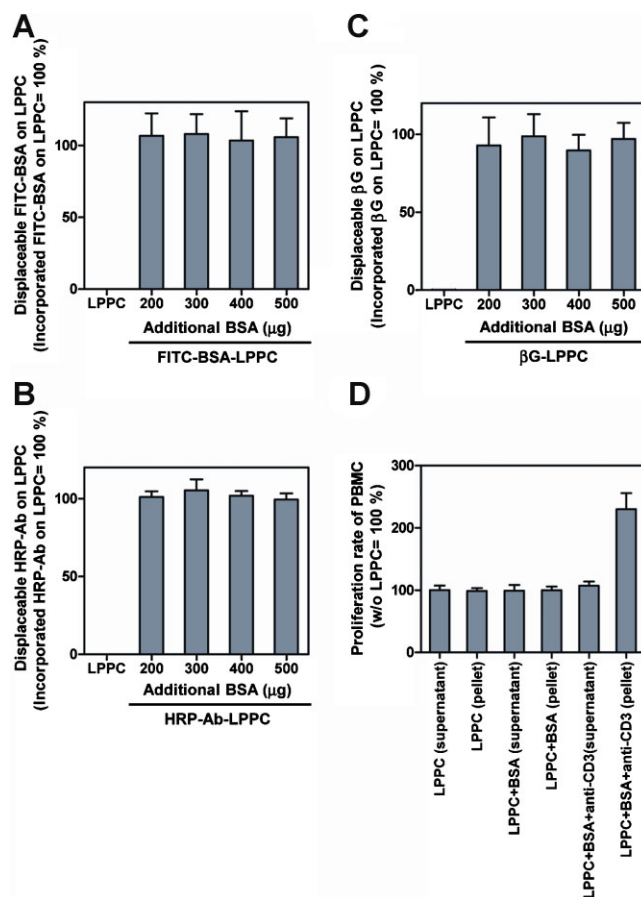 A
Displaceable FITC-BSA on LPPC
(Incorporated FITC-BSA on LPPC= 100 %)
100
50
0
LPPC 200 300 400 500
Additional BSA (µg)
FITC-BSA-LPPC
B
Displaceable HRP-Ab on LPPC
(Incorporated HRP-Ab on LPPC= 100 %)
100
50
0
LPPC 200 300 400 500
Additional BSA (µg)
HRP-Ab-LPPC
C
Displaceable βG on LPPC
(Incorporated βG on LPPC= 100 %)
100
50
0
LPPC 200 300 400 500
Additional BSA (µg)
βG-LPPC
D
Proliferation rate of PBMC
(w/o LPPC= 100 %)
300
200
100
0
LPPC (supernatant)
LPPC (pellet)
LPPC+BSA (supernatant)
LPPC+BSA (pellet)
LPPC+BSA+anti-CD3(supernatant)
LPPC+BSA+anti-CD3 (pellet)